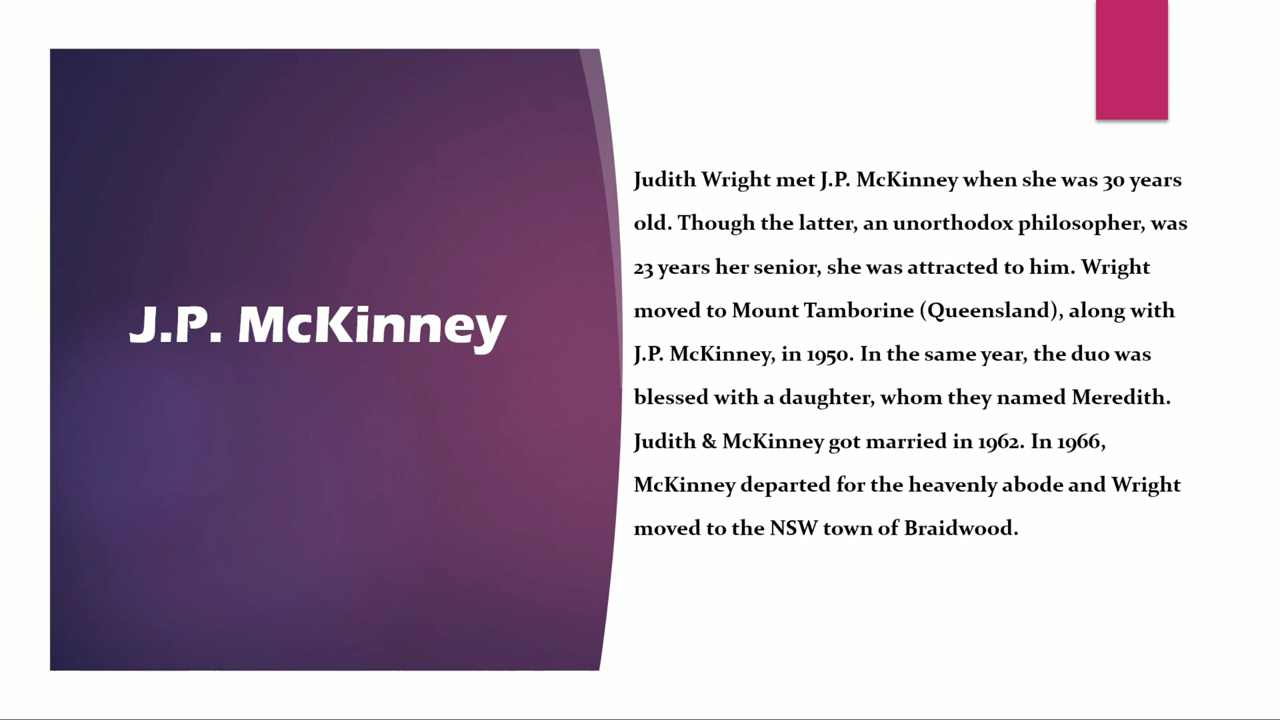 J.P. McKinney
Judith Wright met J.P. McKinney when she was 30 years
old. Though the latter, an unorthodox philosopher, was
23 years her senior, she was attracted to him. Wright
moved to Mount Tamborine (Queensland), along with
J.P. McKinney, in 1950. In the same year, the duo was
blessed with a daughter, whom they named Meredith.
Judith & McKinney got married in 1962. In 1966,
McKinney departed for the heavenly abode and Wright
moved to the NSW town of Braidwood.